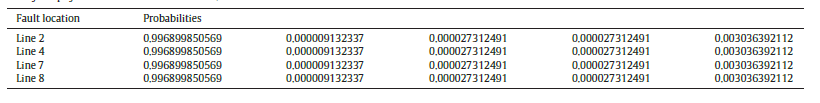 Fault location Probabilities
Line 2 0,996899850569 0,000009132337 0,000027312491 0,000027312491 0,003036392112
Line 4 0,996899850569 0,000009132337 0,000027312491 0,000027312491 0,003036392112
Line 7 0,996899850569 0,000009132337 0,000027312491 0,000027312491 0,003036392112
Line 8 0,996899850569 0,000009132337 0,000027312491 0,000027312491 0,003036392112